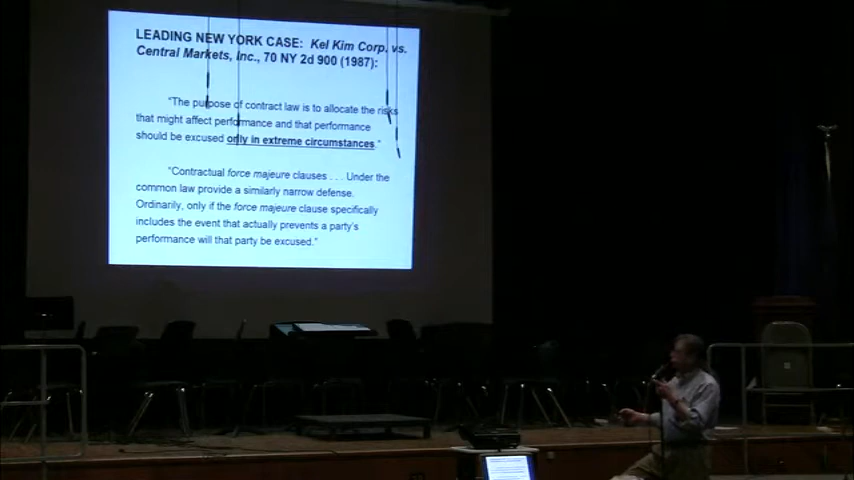 LEADING NEW YORK CASE: Kel Kim Corp. vs.
Central Markets, Inc., 70 NY 2d 900 (1987):
"The purpose of contract law is to allocate the risks
that might affect performance and that performance
should be excused only in extreme circumstances."
"Contractual force majeure clauses . . . Under the
common law provide a similarly narrow defense.
Ordinarily, only if the force majeure clause specifically
includes the event that actually prevents a party's
performance will that party be excused."